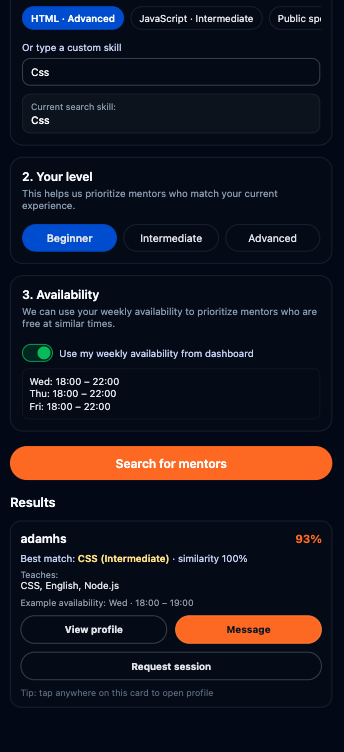 HTML · Advanced
JavaScript · Intermediate
Public spe
Or type a custom skill
Css
Current search skill:
Css
2. Your level
This helps us prioritize mentors who match your current
experience.
Beginner
Intermediate
Advanced
3. Availability
We can use your weekly availability to prioritize mentors who are
free at similar times.
Use my weekly availability from dashboard
Wed: 18:00 – 22:00
Thu: 18:00 – 22:00
Fri: 18:00 – 22:00
Search for mentors
Results
adamhs
93%
Best match: CSS (Intermediate) · similarity 100%
Teaches:
CSS, English, Node.js
Example availability: Wed · 18:00 – 19:00
View profile
Message
Request session
Tip: tap anywhere on this card to open profile